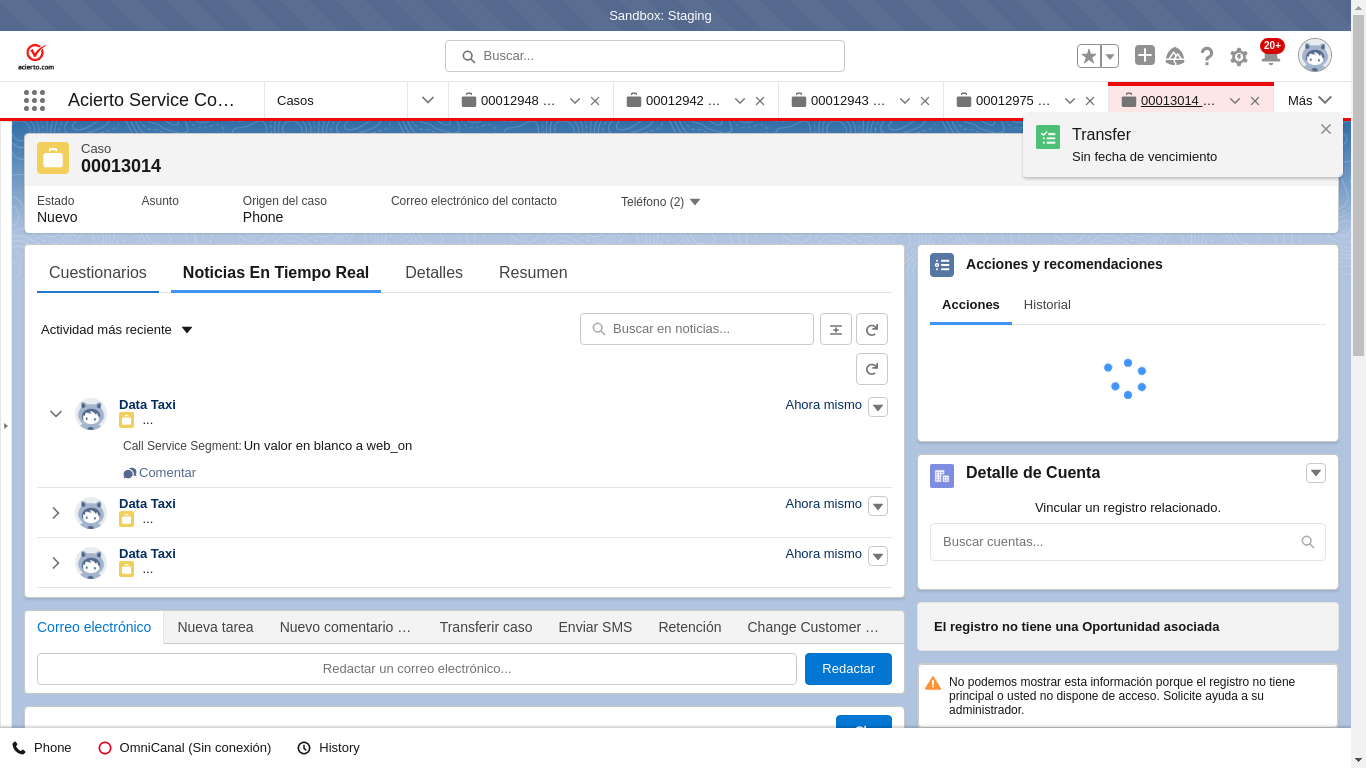 Sandbox: Staging
acierto.com
Buscar...
20+
Acierto Service Co…
Casos
00012948 …
00012942 …
00012943 …
00012975 …
00013014 …
Más
Transfer
Sin fecha de vencimiento
Caso
00013014
Estado
Nuevo
Asunto
Origen del caso
Phone
Correo electrónico del contacto
Teléfono (2)
Cuestionarios
Noticias En Tiempo Real
Detalles
Resumen
Actividad más reciente
Buscar en noticias...
Data Taxi
...
Ahora mismo
Call Service Segment: Un valor en blanco a web_on
Comentar
Data Taxi
...
Ahora mismo
Data Taxi
...
Ahora mismo
Correo electrónico
Nueva tarea
Nuevo comentario …
Transferir caso
Enviar SMS
Retención
Change Customer …
Redactar un correo electrónico...
Redactar
Acciones y recomendaciones
Acciones
Historial
Detalle de Cuenta
Vincular un registro relacionado.
Buscar cuentas...
El registro no tiene una Oportunidad asociada
No podemos mostrar esta información porque el registro no tiene
principal o usted no dispone de acceso. Solicite ayuda a su
administrador.
Phone
OmniCanal (Sin conexión)
History